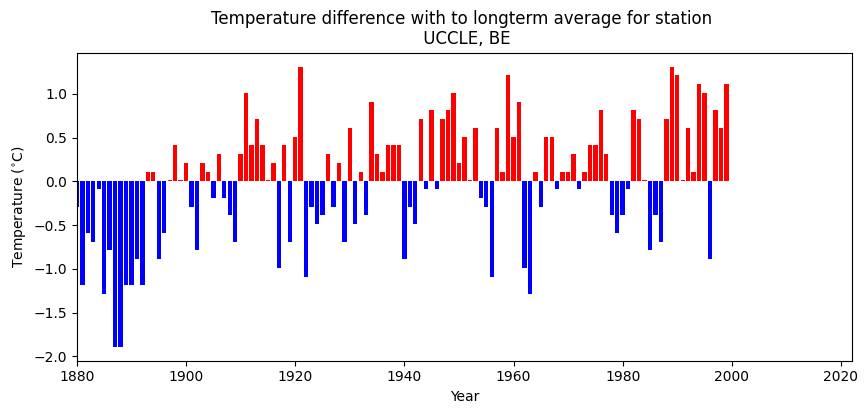 Temperature difference with to longterm average for station
UCCLE, BE
Temperature (°C)
1.0
0.5
0.0
−0.5
−1.0
−1.5
−2.0
1880 1900 1920 1940 1960 1980 2000 2020
Year